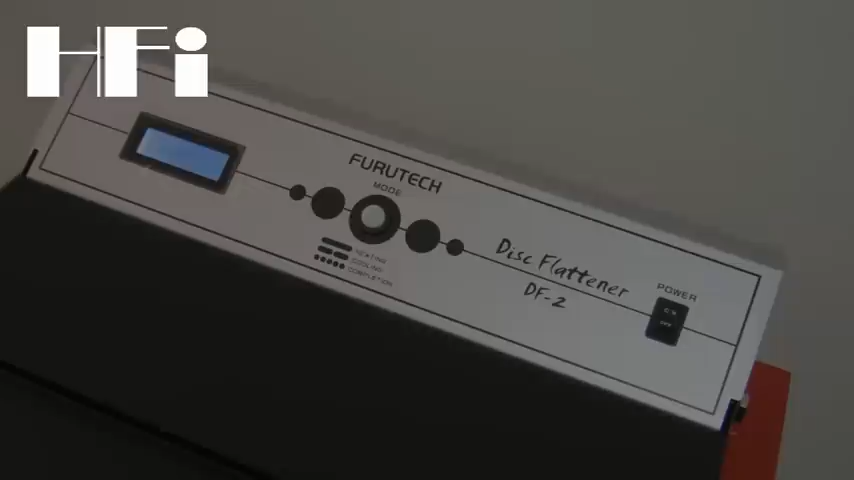 HFi
FURUTECH
MODE
HEATING
COOLING
COMPLETION
Disc Flattener
DF-2
POWER